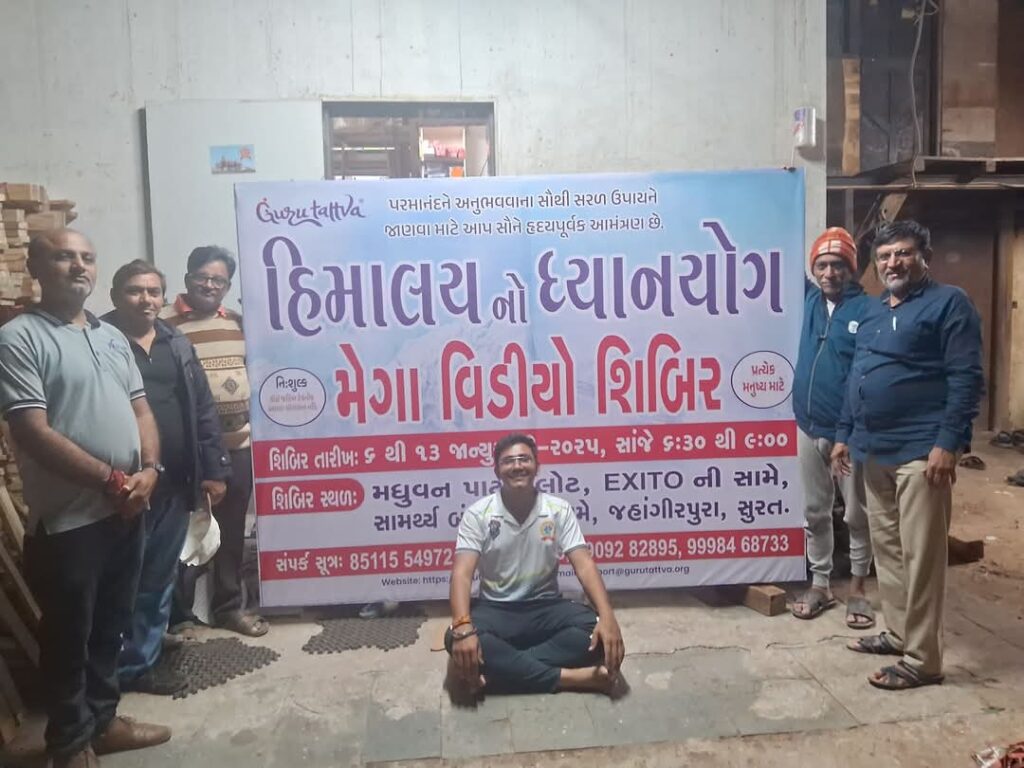 Gurutattva
પરમાનંદને અનુભવવાના સૌથી સરળ ઉપાયને
જાણવા માટે આપ સૌને હૃદયપૂર્વક આમંત્રણ છે.
હિમાલય નો ધ્યાનયોગ
મેગા વિડીયો શિબિર
નિ:શુલ્ક
પ્રત્યેક
મનુષ્ય માટે
શિબિર તારીખ: ૬ થી ૧૩ ૨૦૨૫, સાંજે ૬:૩૦ થી ૯:૦૦
શિબિર સ્થળ: મધુવન EXITO ની સામે,
સામર્થ્ય જહાંગીરપુરા, સુરત.
સંપર્ક સૂત્ર: 85115 54972 9092 82895, 99984 68733
Website: @gurutattva.org